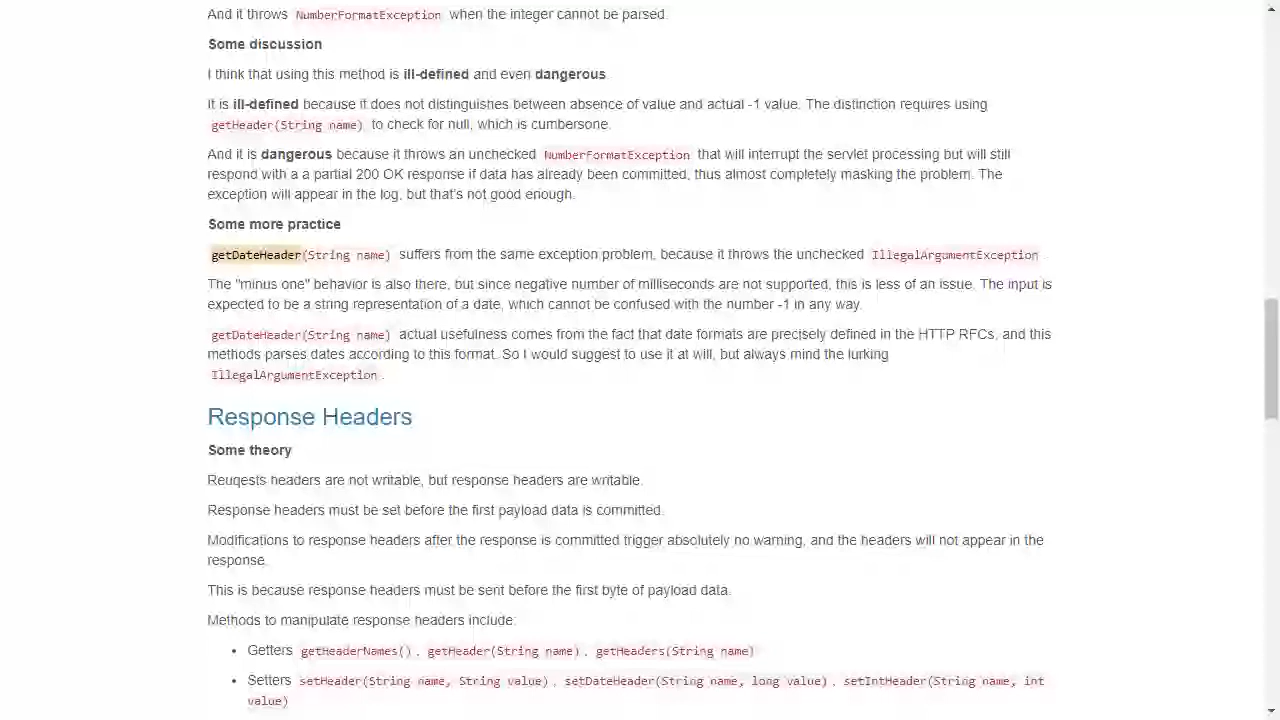 And it throws NumberFormatException when the integer cannot be parsed.
Some discussion
I think that using this method is ill-defined and even dangerous
It is ill-defined because it does not distinguishes between absence of value and actual -1 value. The distinction requires using
getHeader(String name) to check for null, which is cumbersone.
And it is dangerous because it throws an unchecked NumberFormatException that will interrupt the servlet processing but will still
respond with a a partial 200 OK response if data has already been committed, thus almost completely masking the problem. The
exception will appear in the log, but that's not good enough.
Some more practice
getDateHeader(String name) suffers from the same exception problem, because it throws the unchecked IllegalArgumentException .
The "minus one" behavior is also there, but since negative number of milliseconds are not supported, this is less of an issue. The input is
expected to be a string representation of a date, which cannot be confused with the number -1 in any way.
getDateHeader(String name) actual usefulness comes from the fact that date formats are precisely defined in the HTTP RFCs, and this
methods parses dates according to this format. So I would suggest to use it at will, but always mind the lurking
IllegalArgumentException .
Response Headers
Some theory
Reuqests headers are not writable, but response headers are writable.
Response headers must be set before the first payload data is committed.
Modifications to response headers after the response is committed trigger absolutely no warning, and the headers will not appear in the
response.
This is because response headers must be sent before the first byte of payload data.
Methods to manipulate response headers include:
• Getters getHeaderNames() , getHeader(String name) , getHeaders(String name)
• Setters setHeader(String name, String value) , setDateHeader(String name, long value) , setIntHeader(String name, int
value)